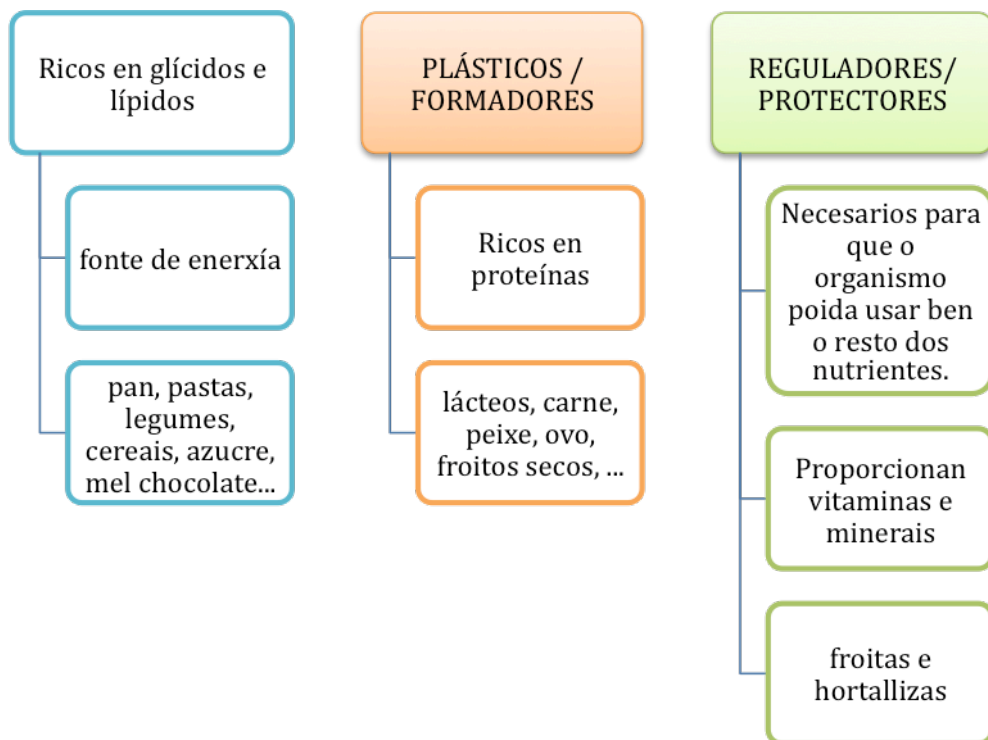 Ricos en glícidos e
lípidos
fonte de enerxía
pan, pastas,
legumes,
cereais, azucre,
mel chocolate...
PLÁSTICOS /
FORMADORES
Ricos en
proteínas
lácteos, carne,
peixe, ovo,
froitos secos, ...
REGULADORES/
PROTECTORES
Necesarios para
que o
organismo
poida usar ben
o resto dos
nutrientes.
Proporcionan
vitaminas e
minerais
froitas e
hortallizas